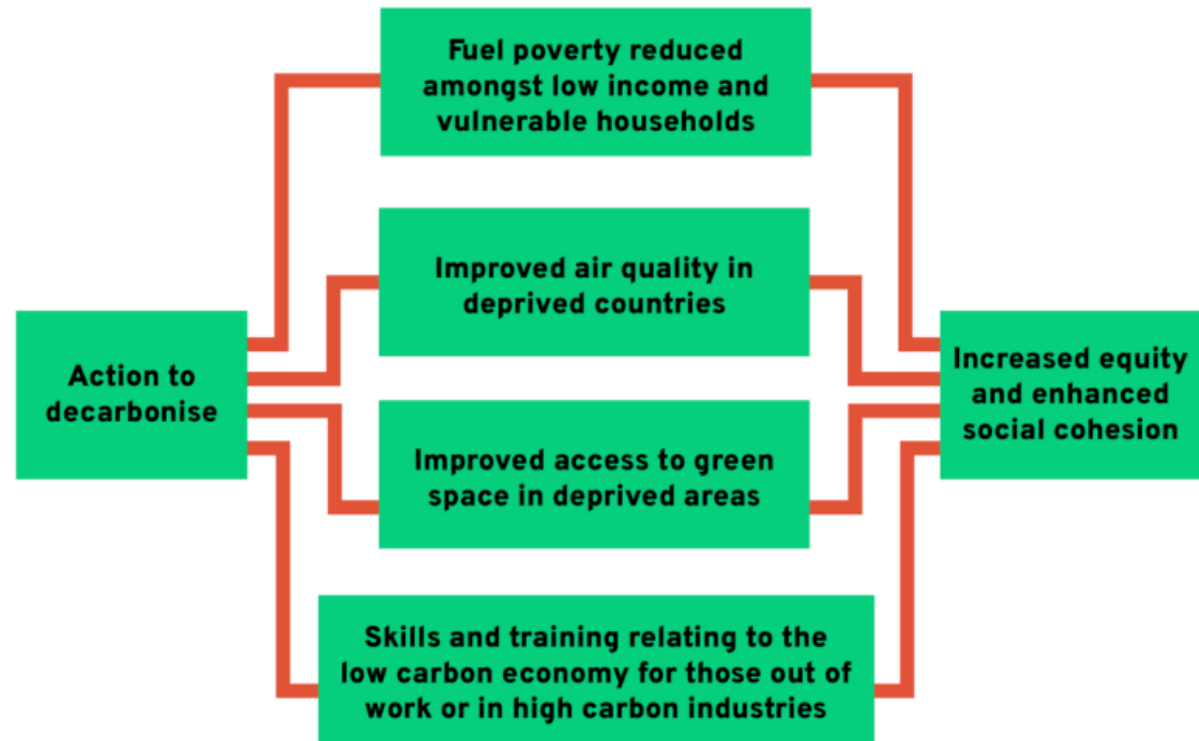 Fuel poverty reduced
amongst low income and
vulnerable households
Improved air quality in
deprived countries
Action to
decarbonise
Increased equity
and enhanced
social cohesion
Improved access to green
space in deprived areas
Skills and training relating to the
low carbon economy for those out of
work or in high carbon industries